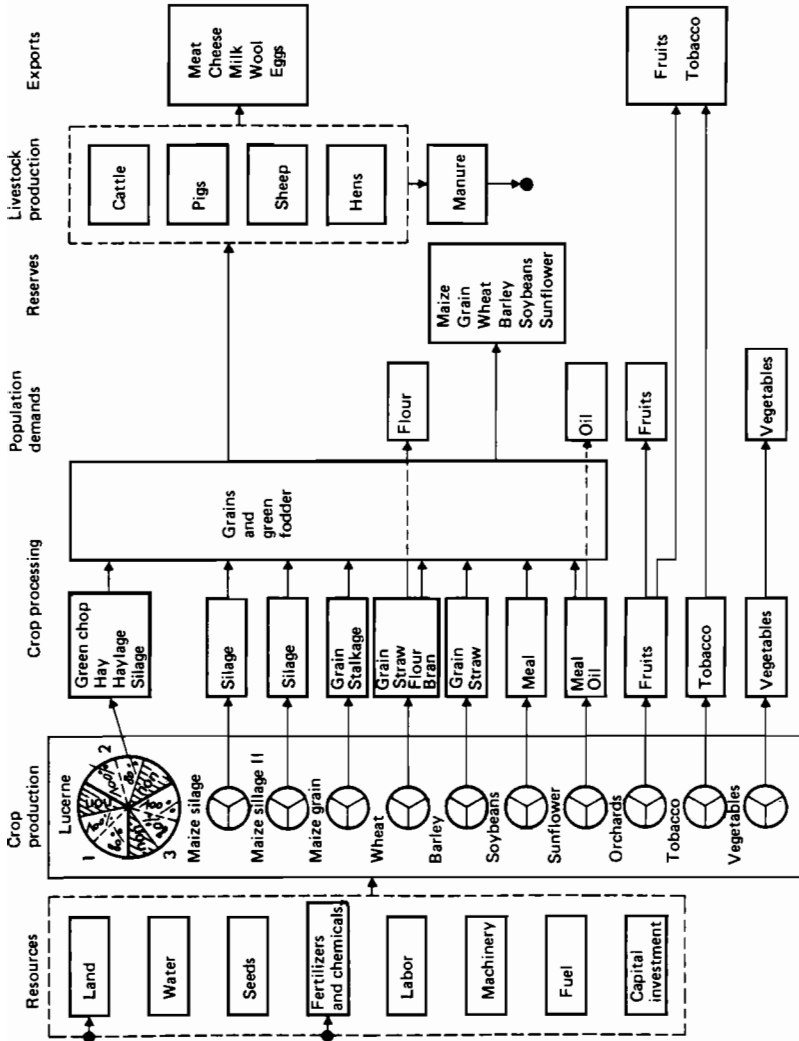 Resources
Land
Water
Seeds
Fertilizers
and chemicals
Labor
Machinery
Fuel
Capital
investment
Crop
production
Lucerne
1
2
3
Maize silage
Maize sillage II
Maize grain
Wheat
Barley
Soybeans
Sunflower
Orchards
Tobacco
Vegetables
Crop processing
Green chop
Hay
Haylage
Silage
Silage
Silage
Grain
Stalkage
Grain
Straw
Flour
Bran
Grain
Straw
Meal
Meal
Oil
Fruits
Tobacco
Vegetables
Grains
and
green
fodder
Population
demands
Flour
Oil
Fruits
Vegetables
Reserves
Maize
Grain
Wheat
Barley
Soybeans
Sunflower
Livestock
production
Cattle
Pigs
Sheep
Hens
Manure
Exports
Meat
Cheese
Milk
Wool
Eggs
Fruits
Tobacco